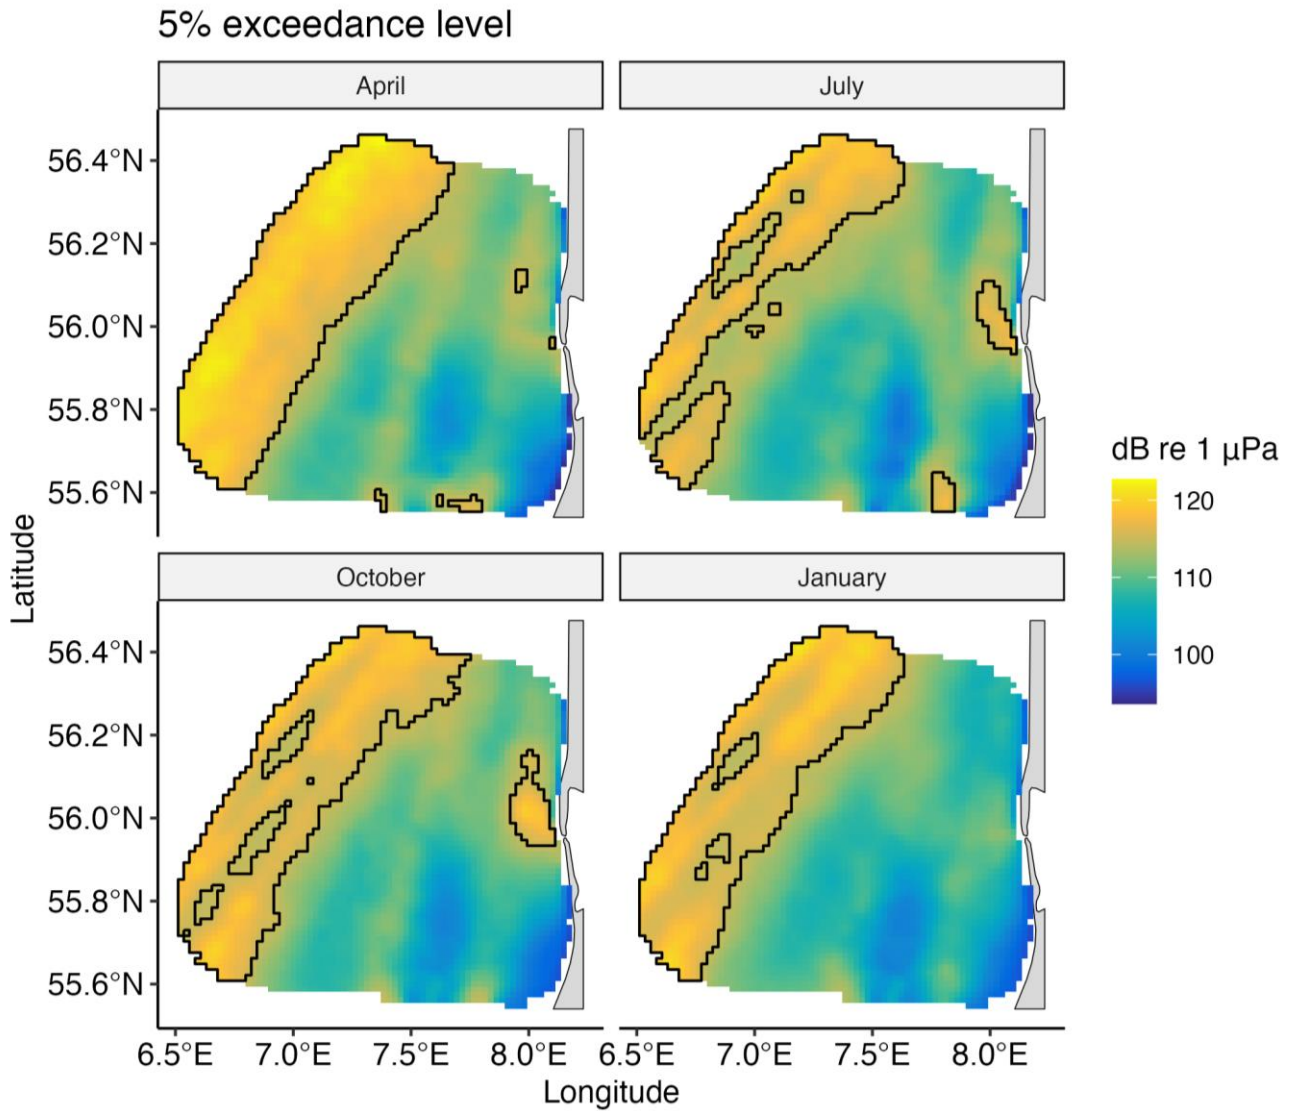 5% exceedance level
April
July
56.4°N
56.2°N
56.0°N
55.8°N
55.6°N
October
January
56.4°N
56.2°N
56.0°N
55.8°N
55.6°N
6.5°E 7.0°E 7.5°E 8.0°E 6.5°E 7.0°E 7.5°E 8.0°E
Longitude
Latitude
dB re 1 μPa
120
110
100